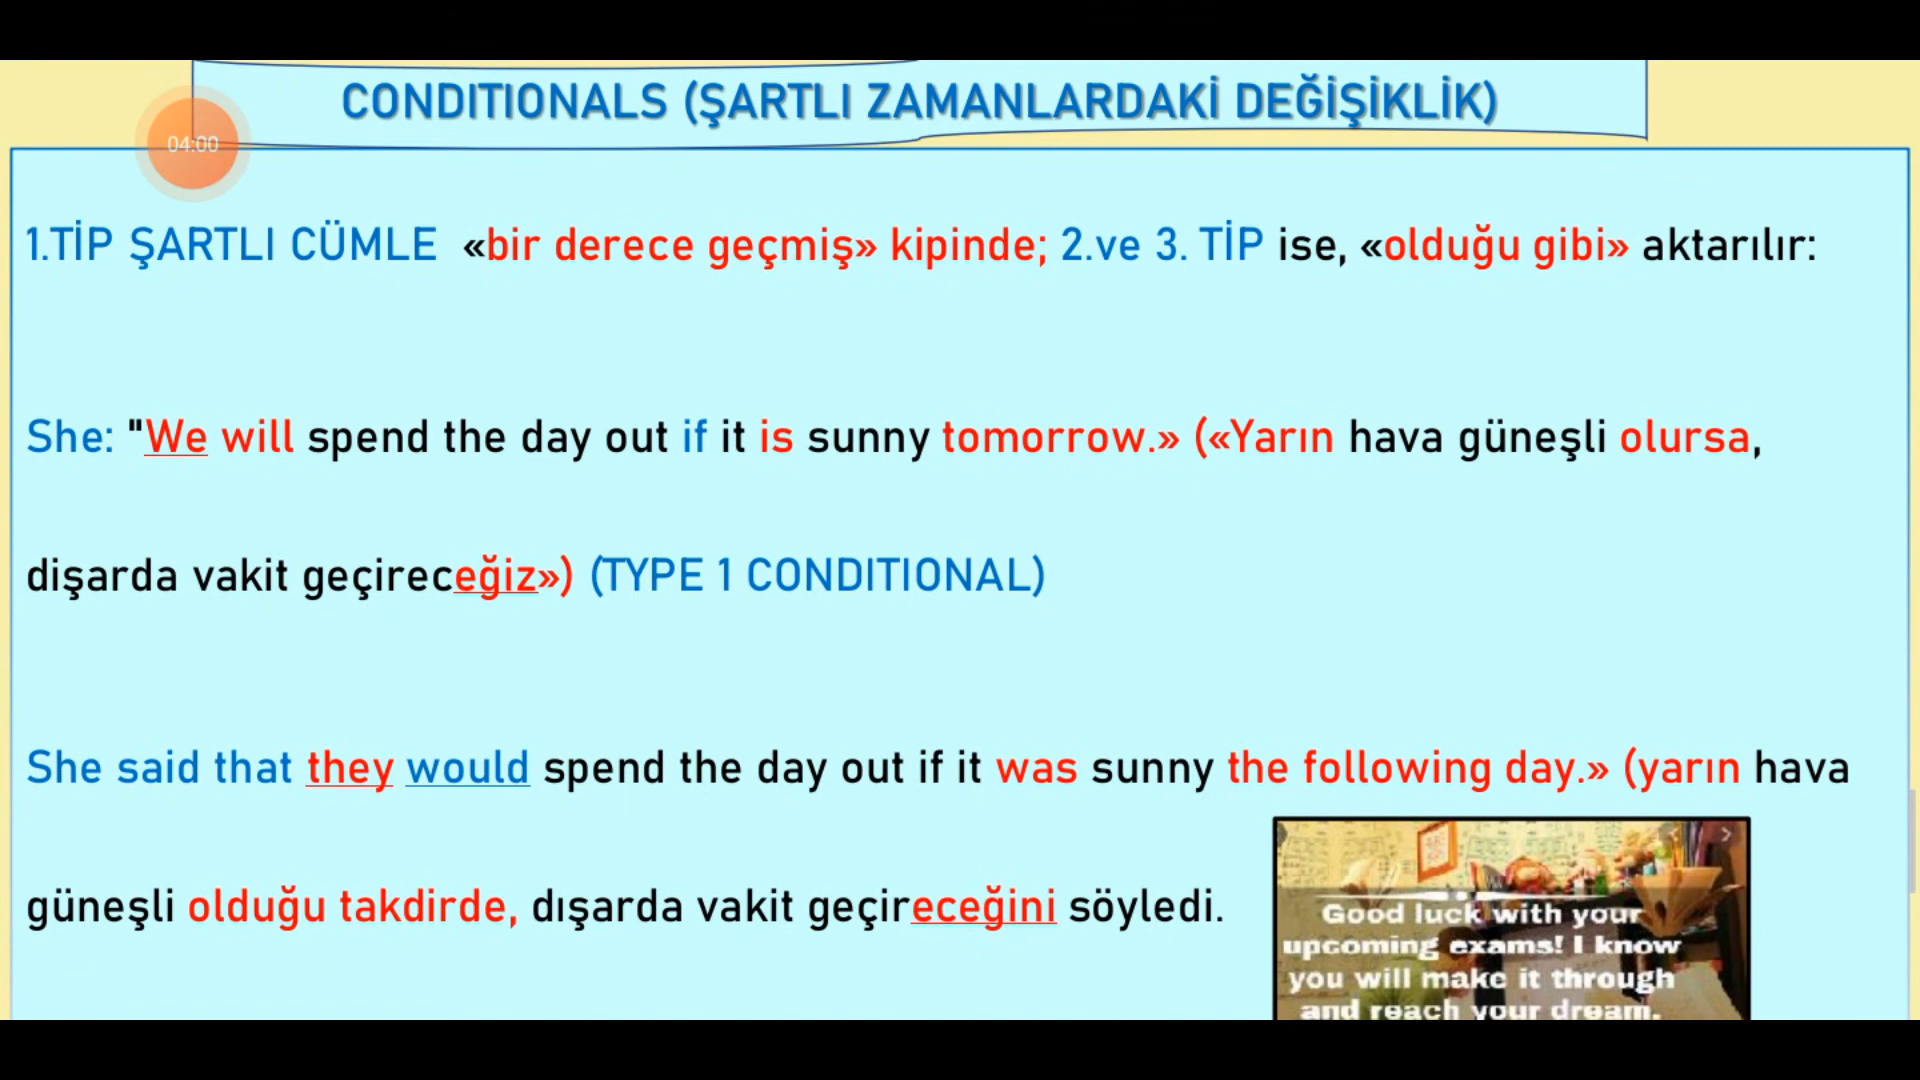 CONDITIONALS (ŞARTLI ZAMANLARDAKİ DEĞİŞİKLİK)
04:00
1.TİP ŞARTLI CÜMLE «bir derece geçmiş» kipinde; 2.ve 3. TİP ise, «olduğu gibi» aktarılır:
She: "We will spend the day out if it is sunny tomorrow.» («Yarın hava güneşli olursa,
dişarda vakit geçireceğiz») (TYPE 1 CONDITIONAL)
She said that they would spend the day out if it was sunny the following day.» (yarın hava
güneşli olduğu takdirde, dışarda vakit geçireceğini söyledi.
Good luck with your
upcoming exams! I know
you will make it through
and reach your dream.